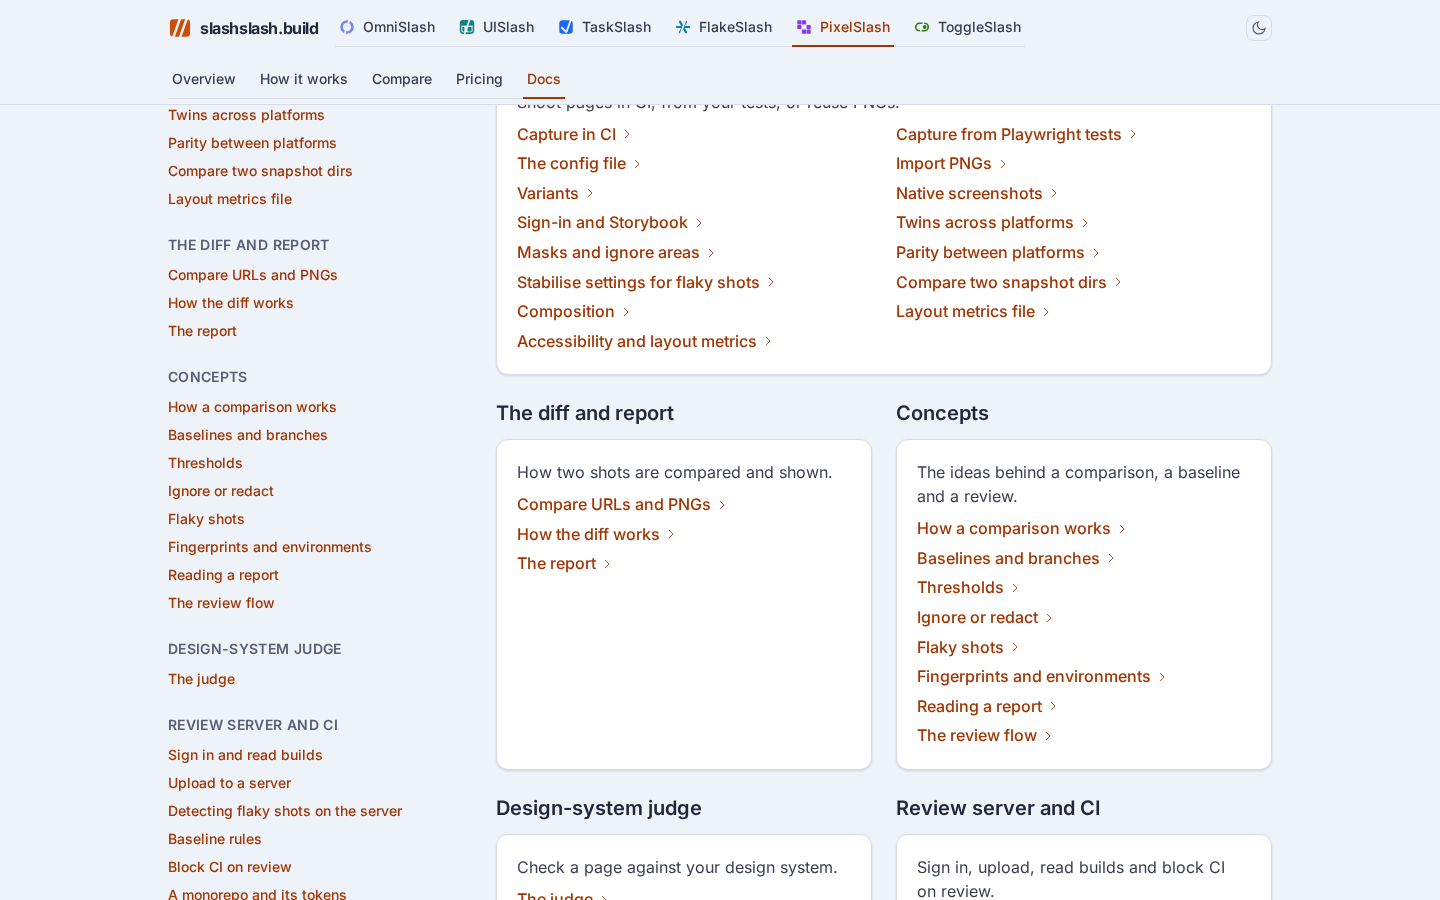 slashslash.build
OmniSlash
UISlash
TaskSlash
FlakeSlash
PixelSlash
ToggleSlash
Overview
How it works
Compare
Pricing
Docs
Twins across platforms
Parity between platforms
Compare two snapshot dirs
Layout metrics file
THE DIFF AND REPORT
Compare URLs and PNGs
How the diff works
The report
CONCEPTS
How a comparison works
Baselines and branches
Thresholds
Ignore or redact
Flaky shots
Fingerprints and environments
Reading a report
The review flow
DESIGN-SYSTEM JUDGE
The judge
REVIEW SERVER AND CI
Sign in and read builds
Upload to a server
Detecting flaky shots on the server
Baseline rules
Block CI on review
A monorepo and its tokens
Shoot pages in CI, from your tests, or reuse PNGs.
Capture in CI
The config file
Variants
Sign-in and Storybook
Masks and ignore areas
Stabilise settings for flaky shots
Composition
Accessibility and layout metrics
Capture from Playwright tests
Import PNGs
Native screenshots
Twins across platforms
Parity between platforms
Compare two snapshot dirs
Layout metrics file
The diff and report
How two shots are compared and shown.
Compare URLs and PNGs
How the diff works
The report
Concepts
The ideas behind a comparison, a baseline
and a review.
How a comparison works
Baselines and branches
Thresholds
Ignore or redact
Flaky shots
Fingerprints and environments
Reading a report
The review flow
Design-system judge
Check a page against your design system.
The judge
Review server and CI
Sign in, upload, read builds and block CI
on review.